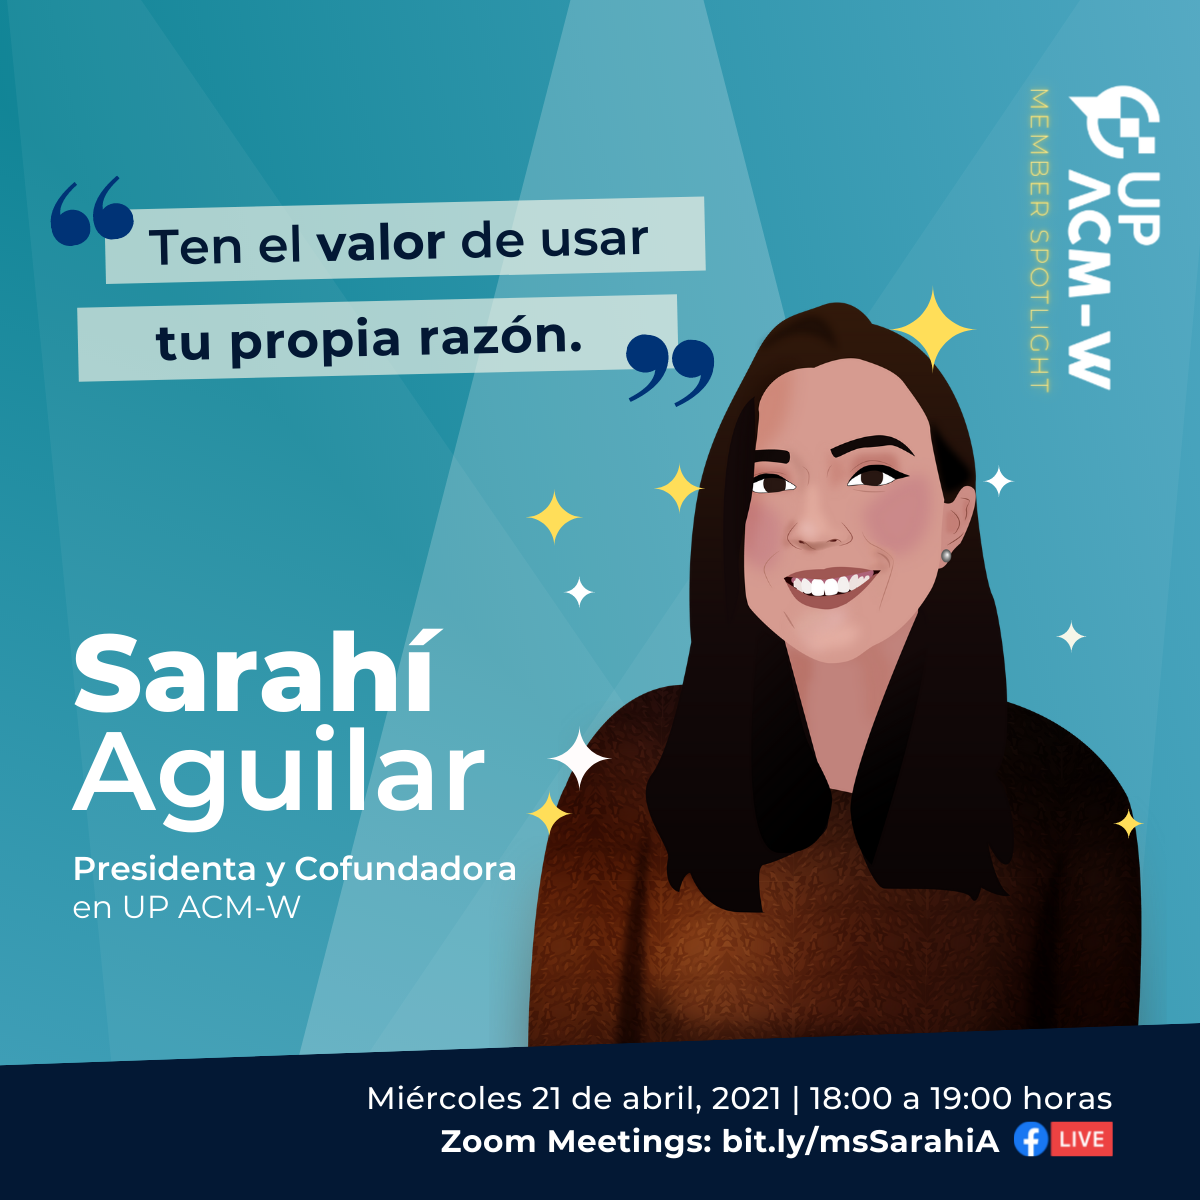 UP
ACM-W
MEMBER SPOTLIGHT
“Ten el valor de usar
tu propia razón.”
Sarahí
Aguilar
Presidenta y Cofundadora
en UP ACM-W
Miércoles 21 de abril, 2021 | 18:00 a 19:00 horas
Zoom Meetings: bit.ly/msSarahiA LIVE